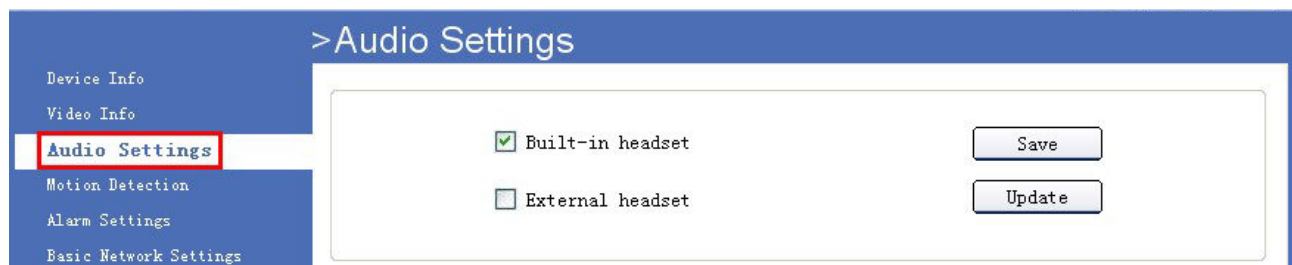 >Audio Settings
Device Info
Video Info
Audio Settings
Motion Detection
Alarm Settings
Basic Network Settings
Built-in headset
Save
External headset
Update